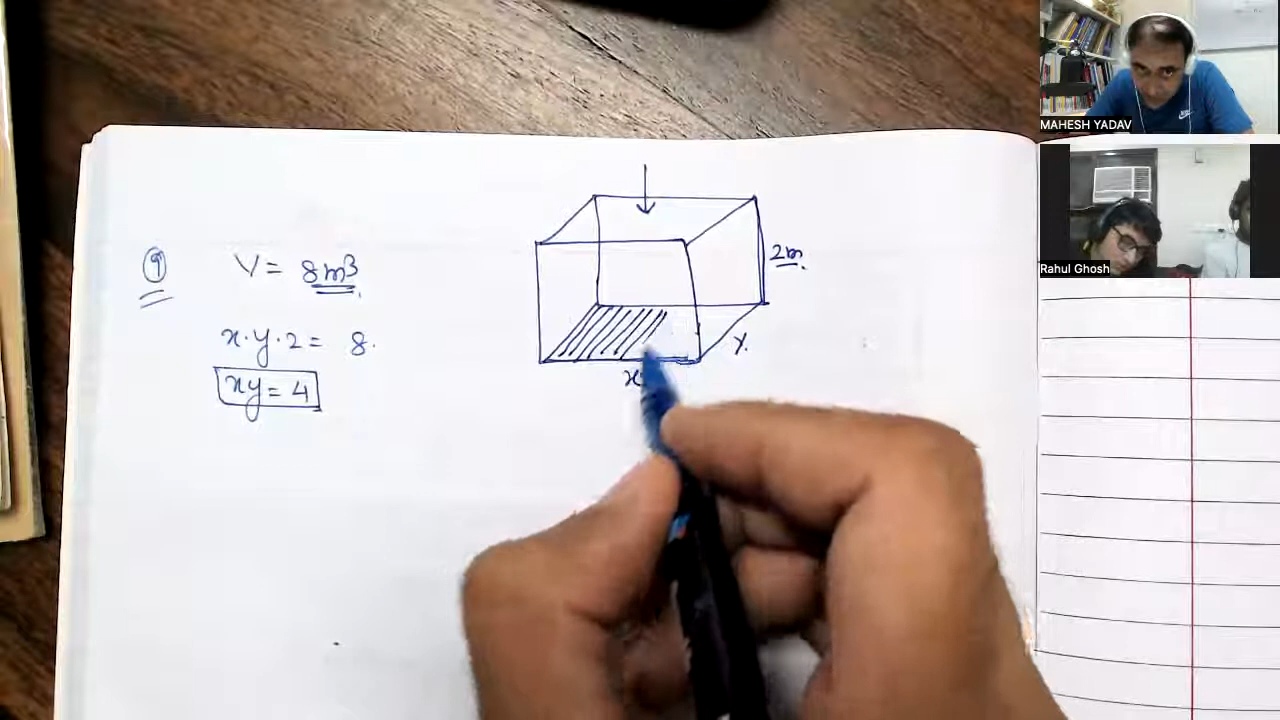 9
V = 8m³
x.y.2 = 8.
xy = 4
2m.
y.
x
MAHESH YADAV
Rahul Ghosh